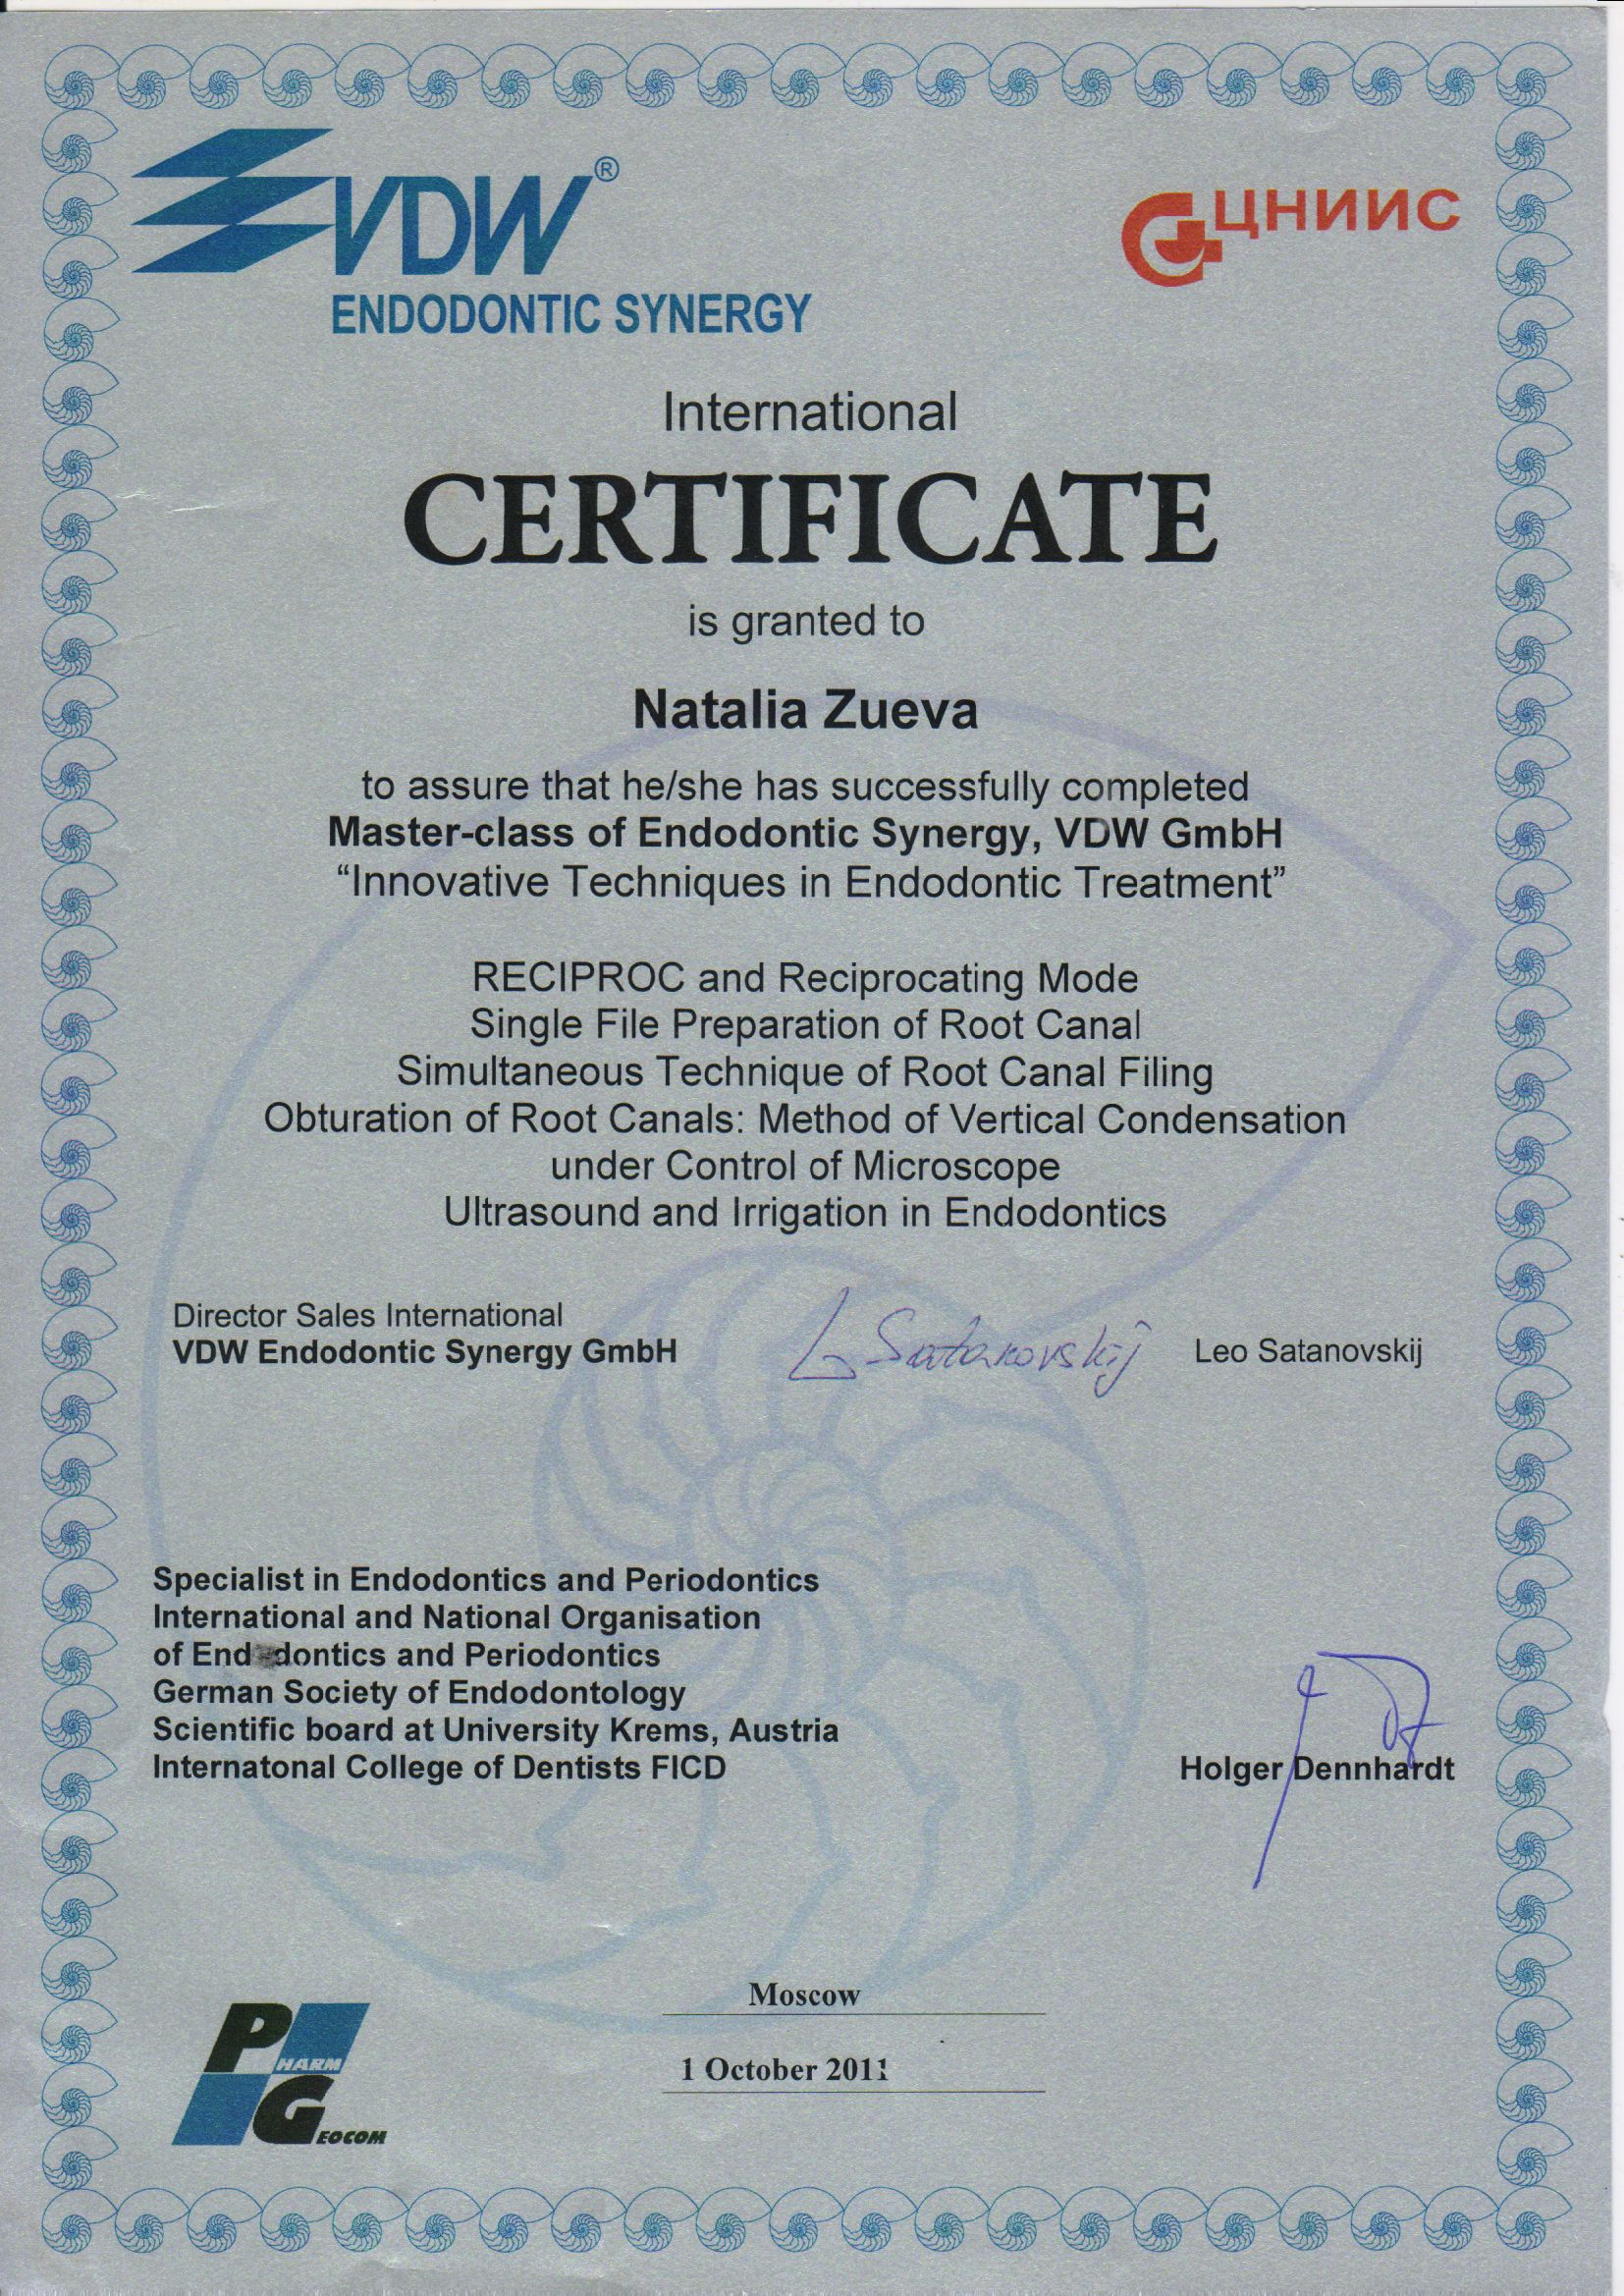 VDW®
ЦНИИС
ENDODONTIC SYNERGY
International
CERTIFICATE
is granted to
Natalia Zueva
to assure that he/she has successfully completed
Master-class of Endodontic Synergy, VDW GmbH
“Innovative Techniques in Endodontic Treatment”
RECIPROC and Reciprocating Mode
Single File Preparation of Root Canal
Simultaneous Technique of Root Canal Filing
Obturation of Root Canals: Method of Vertical Condensation
under Control of Microscope
Ultrasound and Irrigation in Endodontics
Director Sales International
VDW Endodontic Synergy GmbH
L Satanovskij
Leo Satanovskij
Specialist in Endodontics and Periodontics
International and National Organisation
of Endodontics and Periodontics
German Society of Endodontology
Scientific board at University Krems, Austria
Internatonal College of Dentists FICD
Holger Dennhardt
Moscow
1 October 2011
PHARM
GEOCOM